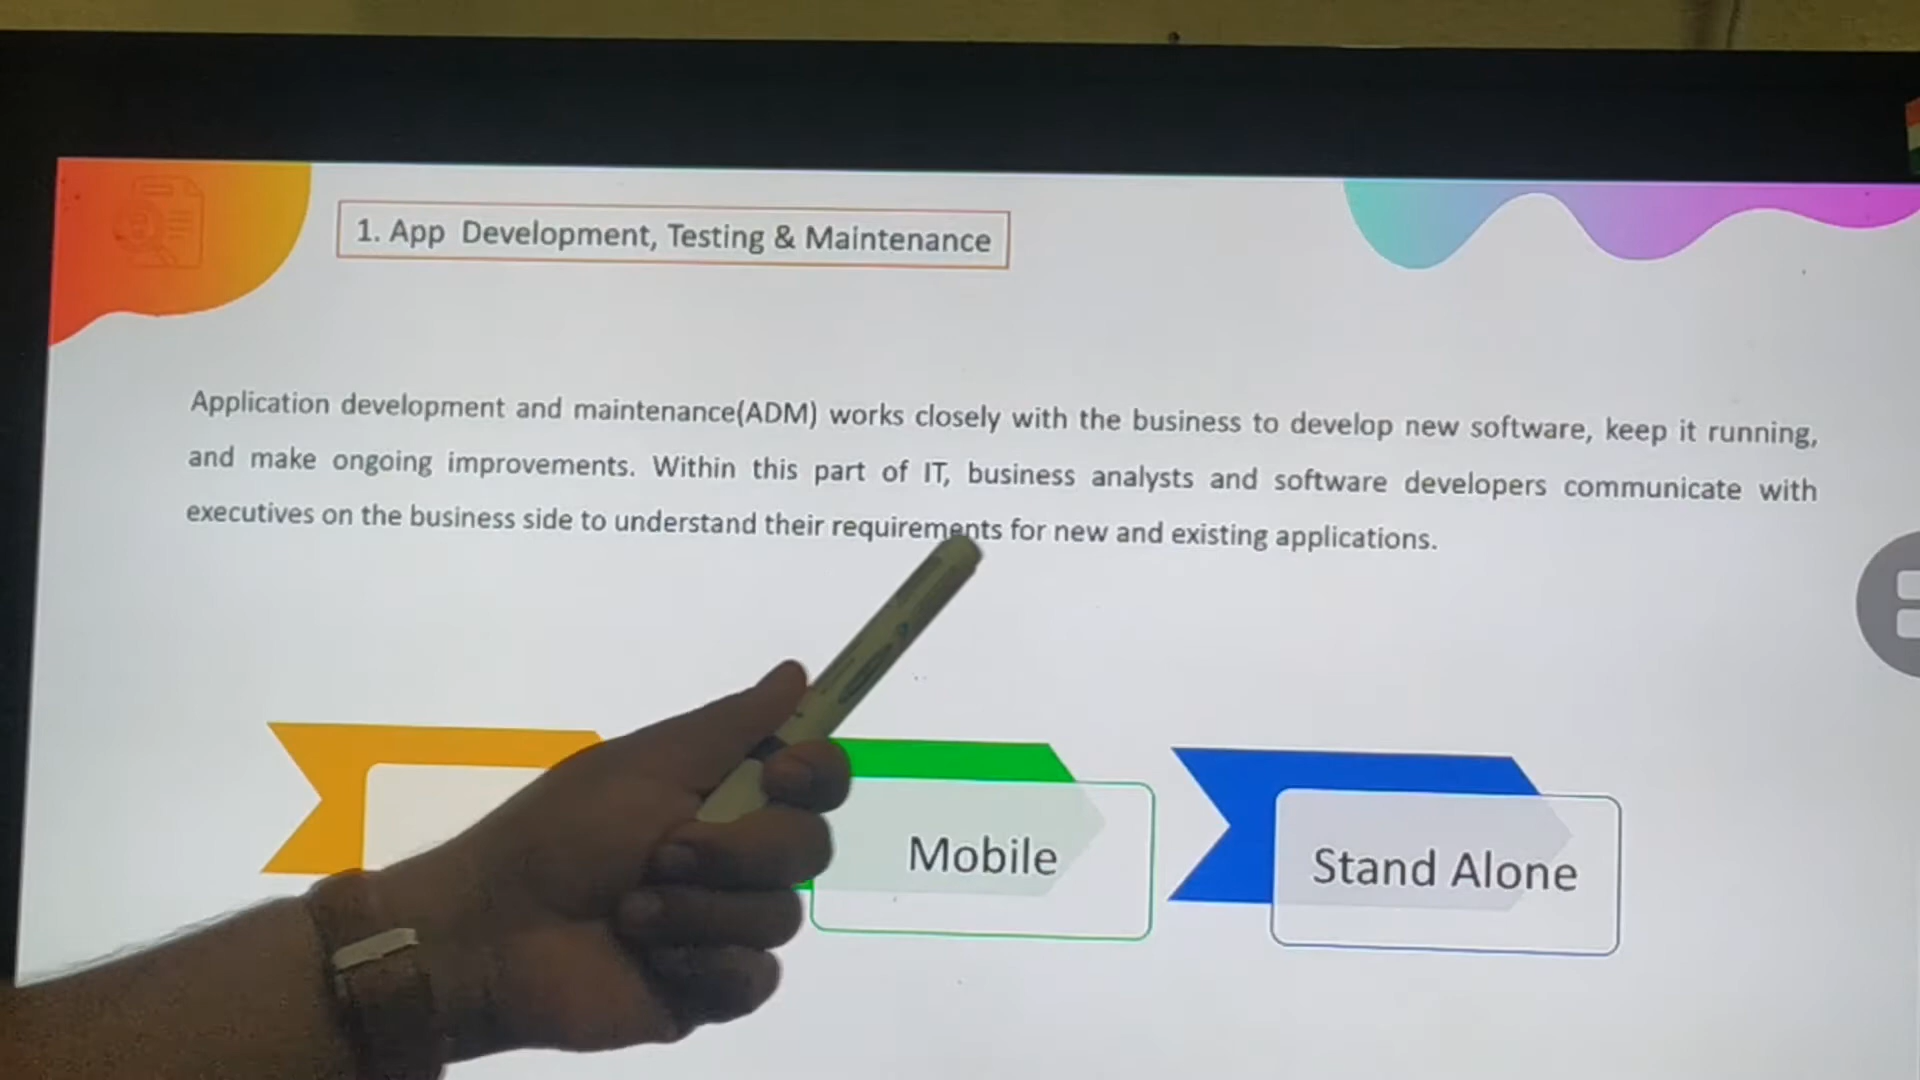 1. App Development, Testing & Maintenance
Application development and maintenance(ADM) works closely with the business to develop new software, keep it running,
and make ongoing improvements. Within this part of IT, business analysts and software developers communicate with
executives on the business side to understand their requirements for new and existing applications.
Mobile
Stand Alone